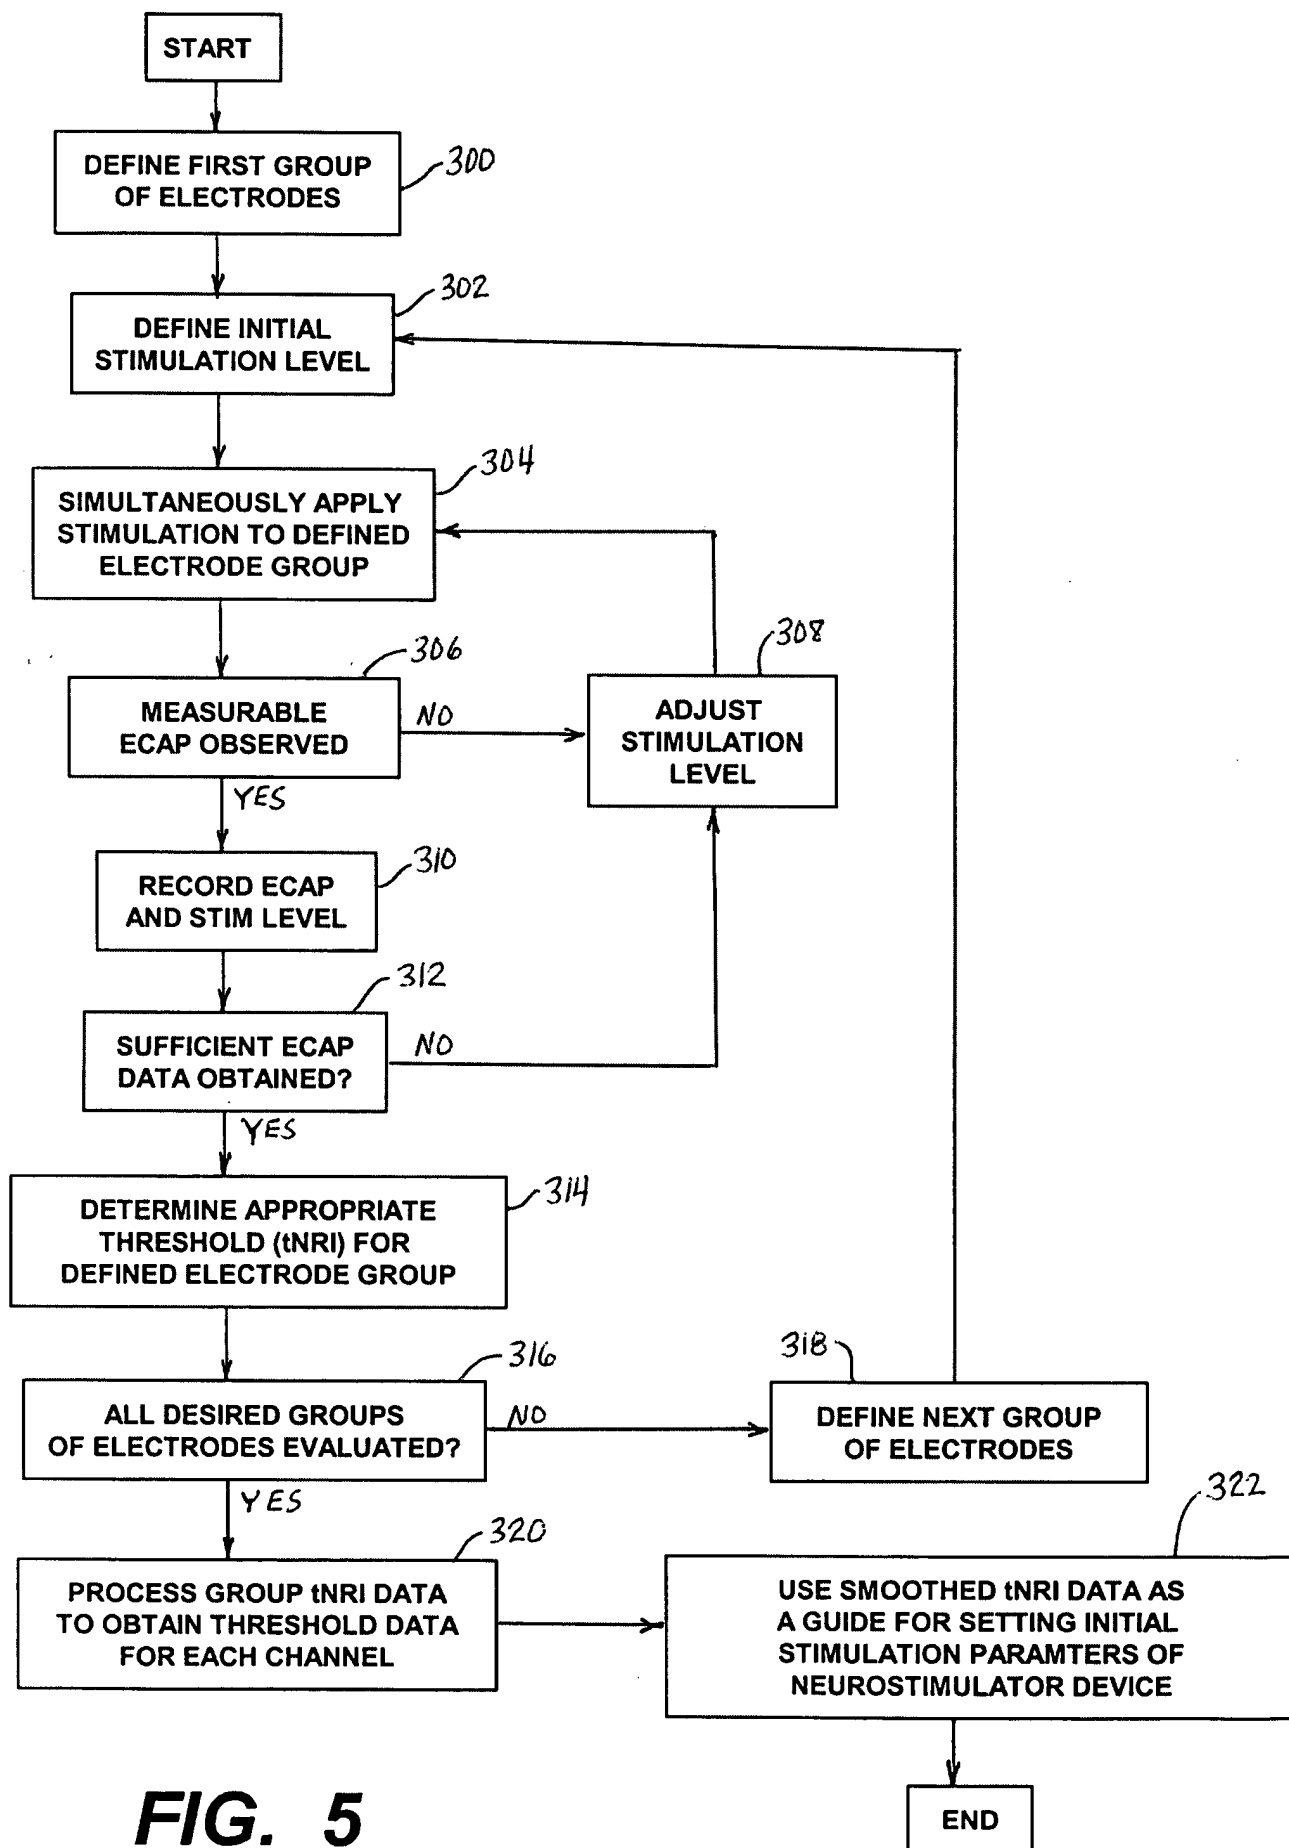 START
DEFINE FIRST GROUP
OF ELECTRODES
300
DEFINE INITIAL
STIMULATION LEVEL
302
SIMULTANEOUSLY APPLY
STIMULATION TO DEFINED
ELECTRODE GROUP
304
MEASURABLE
ECAP OBSERVED
306
NO
YES
ADJUST
STIMULATION
LEVEL
308
RECORD ECAP
AND STIM LEVEL
310
SUFFICIENT ECAP
DATA OBTAINED?
312
NO
YES
DETERMINE APPROPRIATE
THRESHOLD (tNRI) FOR
DEFINED ELECTRODE GROUP
314
ALL DESIRED GROUPS
OF ELECTRODES EVALUATED?
316
NO
YES
DEFINE NEXT GROUP
OF ELECTRODES
318
PROCESS GROUP tNRI DATA
TO OBTAIN THRESHOLD DATA
FOR EACH CHANNEL
320
USE SMOOTHED tNRI DATA AS
A GUIDE FOR SETTING INITIAL
STIMULATION PARAMTERS OF
NEUROSTIMULATOR DEVICE
322
END
FIG. 5